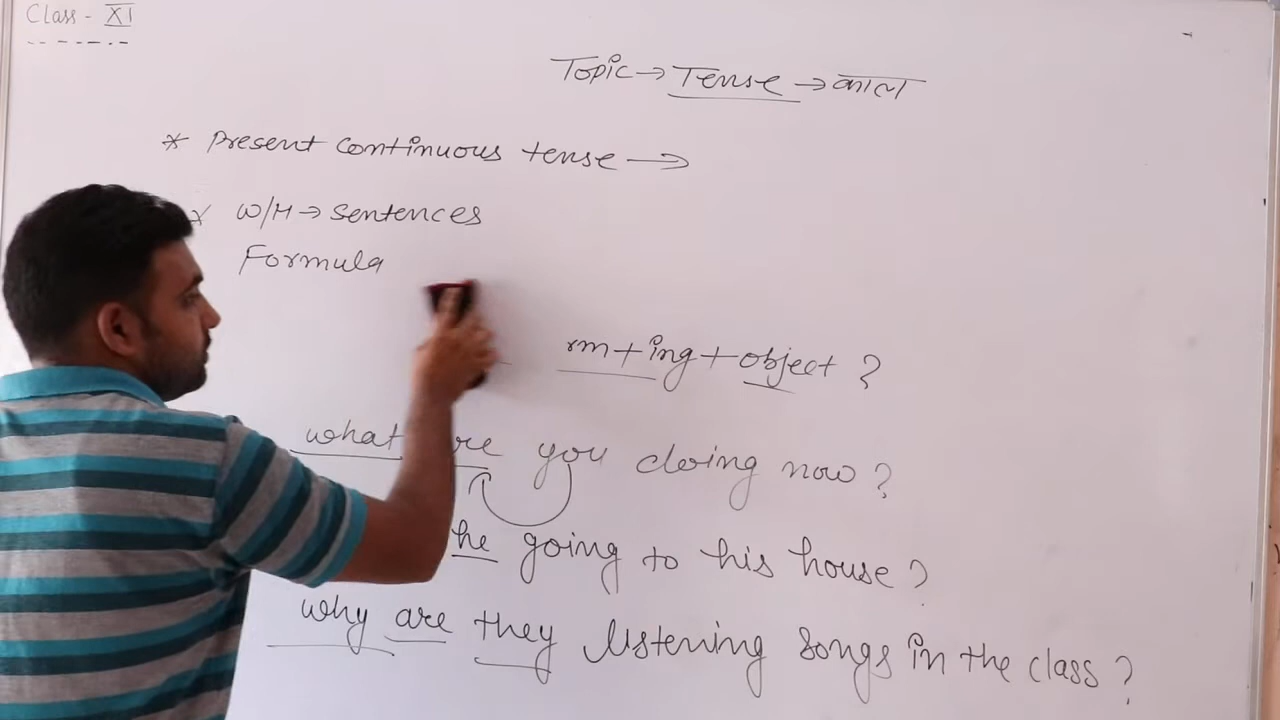 Class - XI
Topic → Tense → काल
* Present continuous tense →
* W/H → Sentences
Formula
rm + ing + object ?
what are you doing now ?
he going to his house ?
why are they listening songs in the class ?